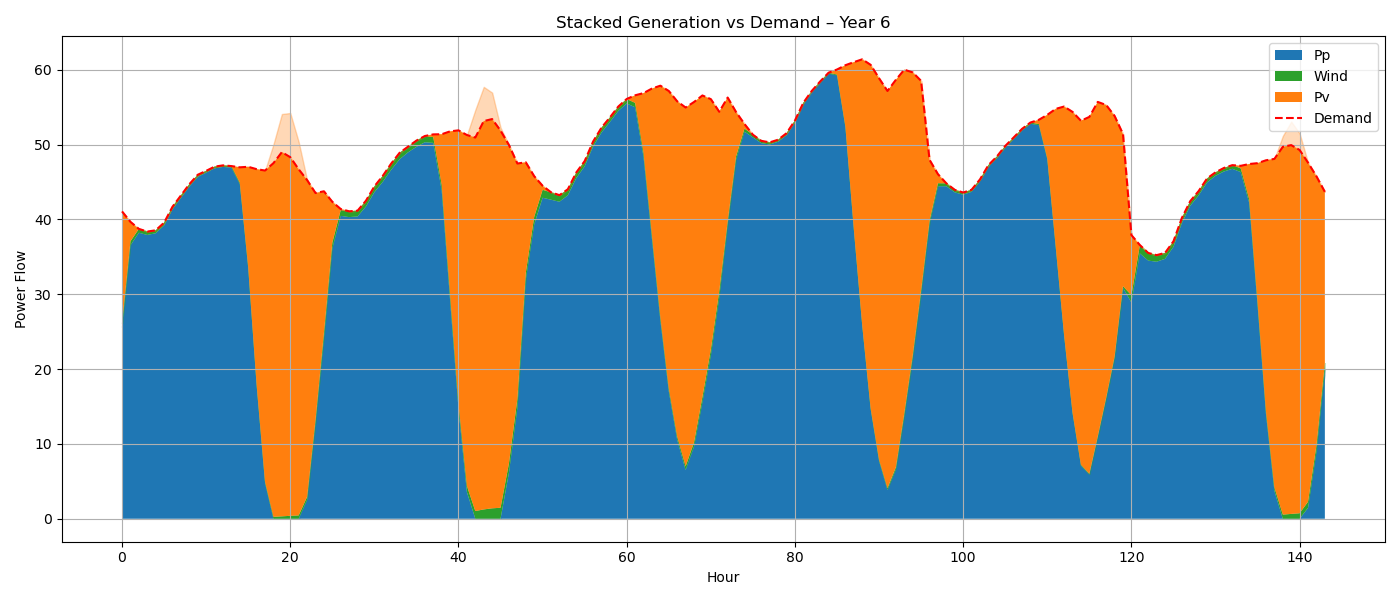 Stacked Generation vs Demand – Year 6
Power Flow
60
50
40
30
20
10
0
Pp
Wind
Pv
Demand
0 20 40 60 80 100 120 140
Hour